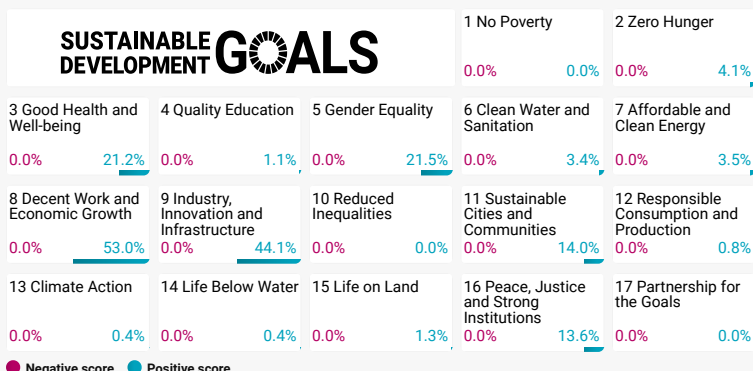 SUSTAINABLE
DEVELOPMENT
GOALS
1 No Poverty
0.0% 0.0%
2 Zero Hunger
0.0% 4.1%
3 Good Health and
Well-being
0.0% 21.2%
4 Quality Education
0.0% 1.1%
5 Gender Equality
0.0% 21.5%
6 Clean Water and
Sanitation
0.0% 3.4%
7 Affordable and
Clean Energy
0.0% 3.5%
8 Decent Work and
Economic Growth
0.0% 53.0%
9 Industry,
Innovation and
Infrastructure
0.0% 44.1%
10 Reduced
Inequalities
0.0% 0.0%
11 Sustainable
Cities and
Communities
0.0% 14.0%
12 Responsible
Consumption and
Production
0.0% 0.8%
13 Climate Action
0.0% 0.4%
14 Life Below Water
0.0% 0.4%
15 Life on Land
0.0% 1.3%
16 Peace, Justice
and Strong
Institutions
0.0% 13.6%
17 Partnership for
the Goals
0.0% 0.0%
Negative score Positive score